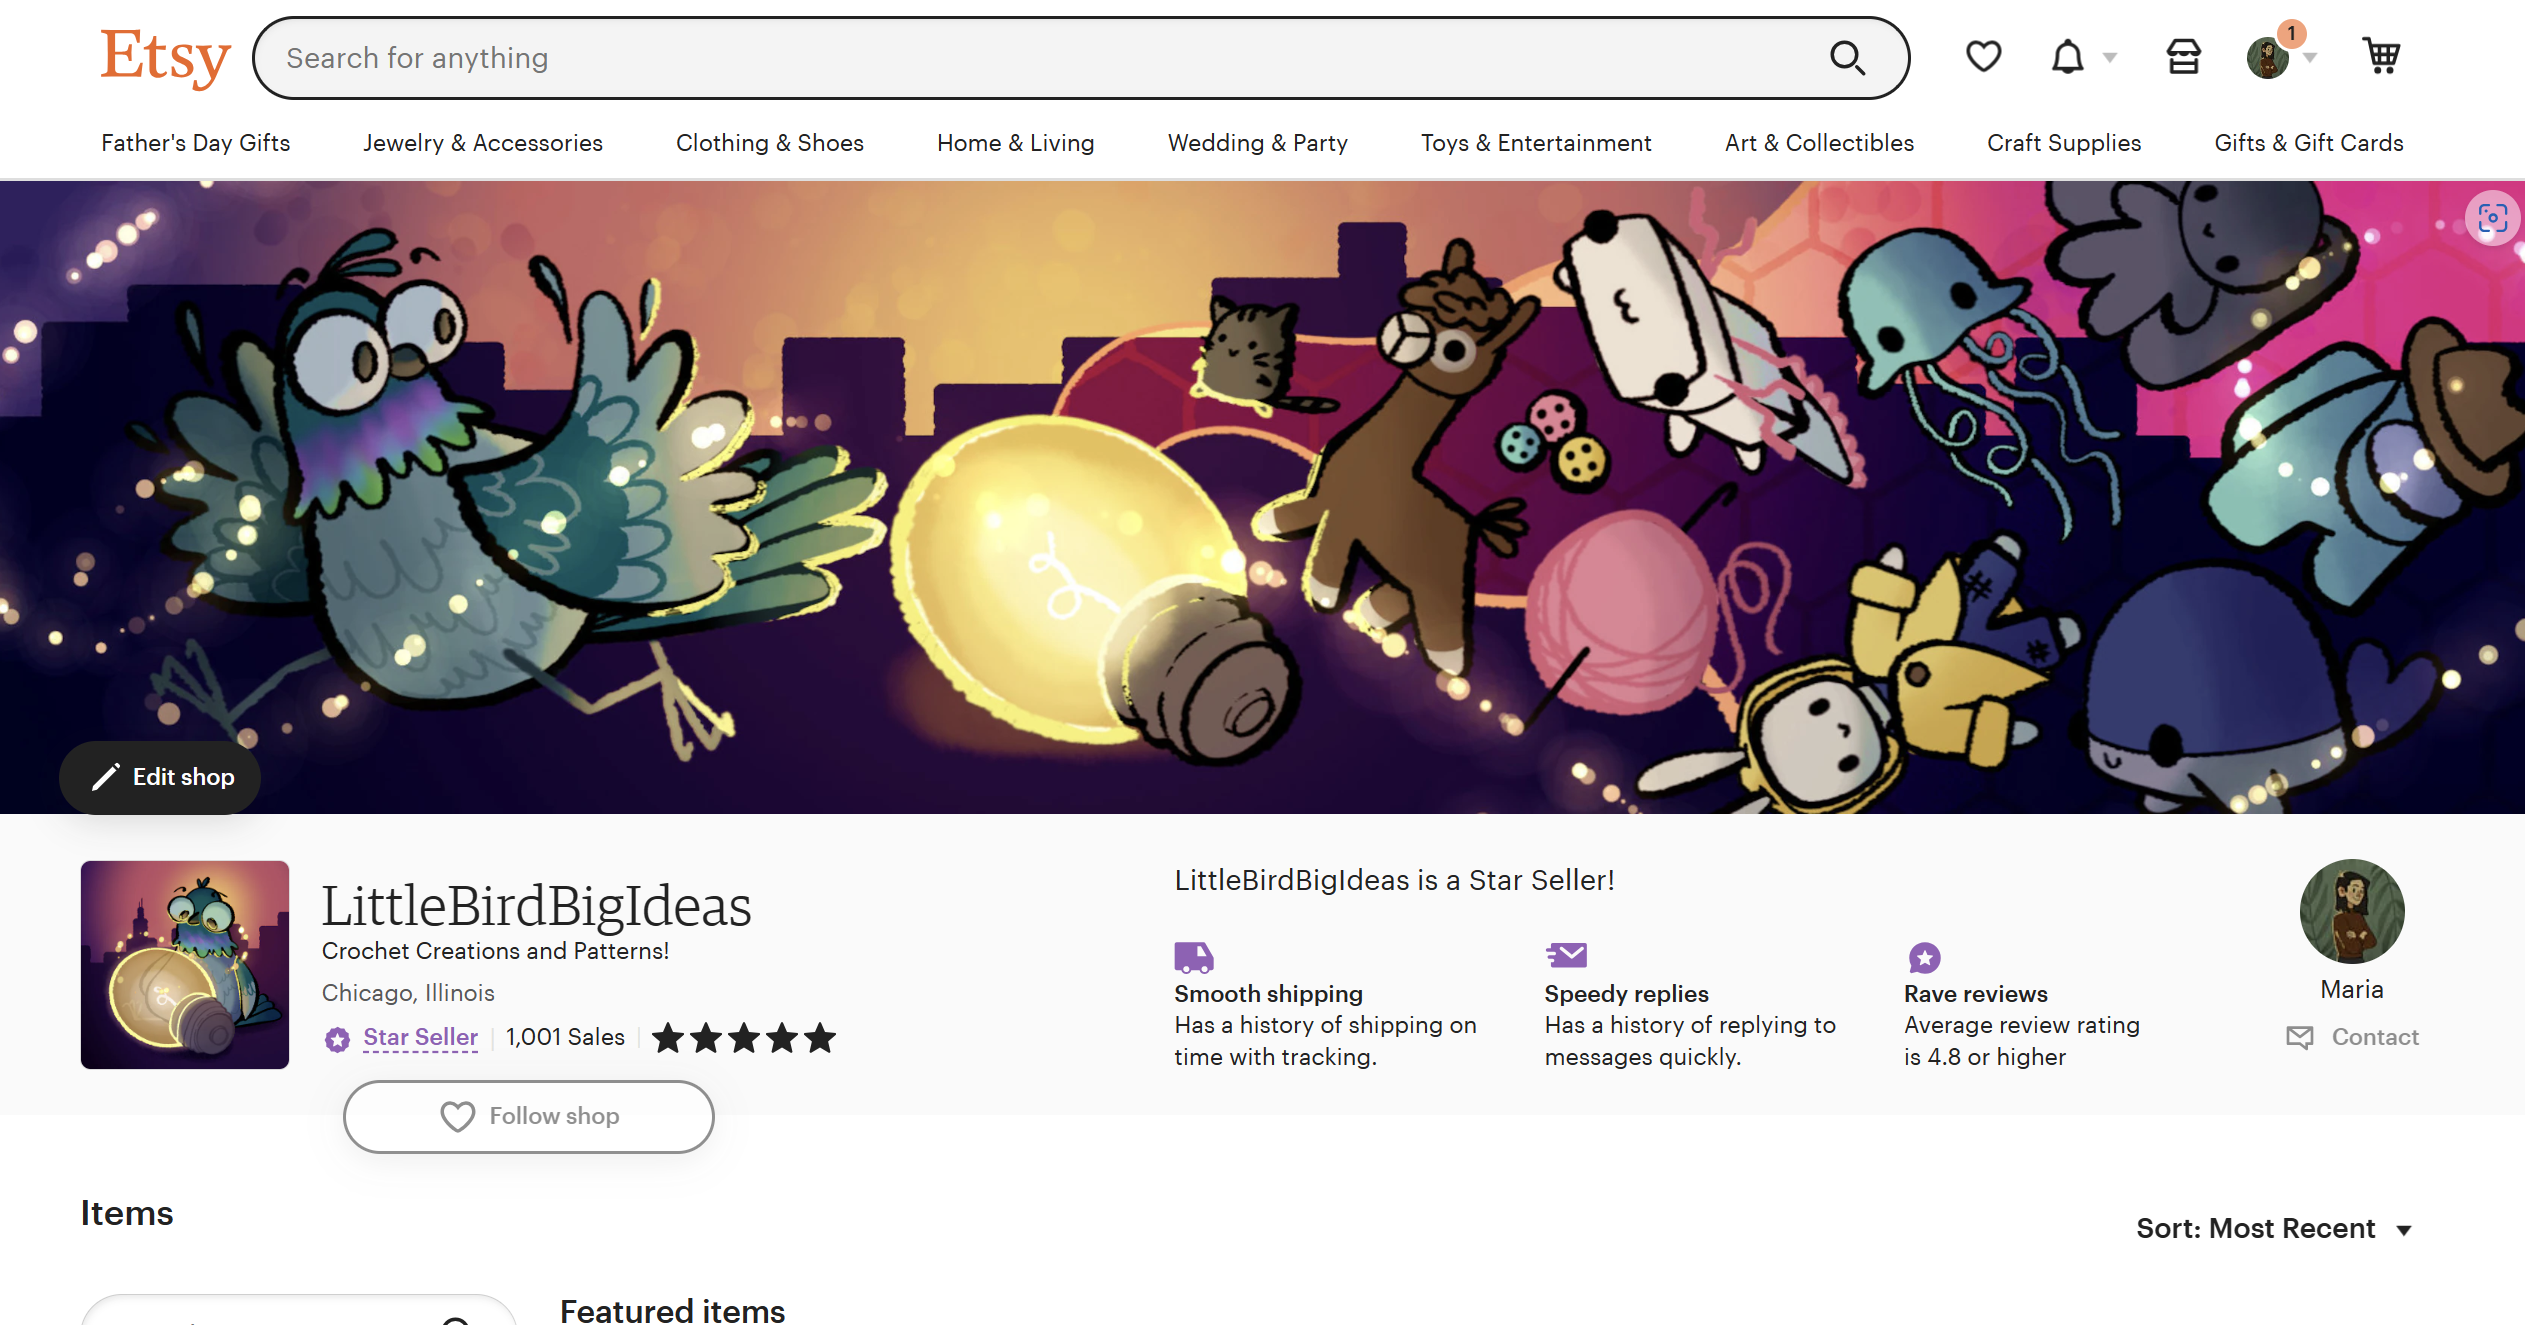 Etsy
Search for anything
1
Father's Day Gifts
Jewelry & Accessories
Clothing & Shoes
Home & Living
Wedding & Party
Toys & Entertainment
Art & Collectibles
Craft Supplies
Gifts & Gift Cards
Edit shop
LittleBirdBigIdeas
Crochet Creations and Patterns!
Chicago, Illinois
Star Seller
1,001 Sales
Follow shop
LittleBirdBigIdeas is a Star Seller!
Smooth shipping
Has a history of shipping on
time with tracking.
Speedy replies
Has a history of replying to
messages quickly.
Rave reviews
Average review rating
is 4.8 or higher
Maria
Contact
Items
Sort: Most Recent
Featured items